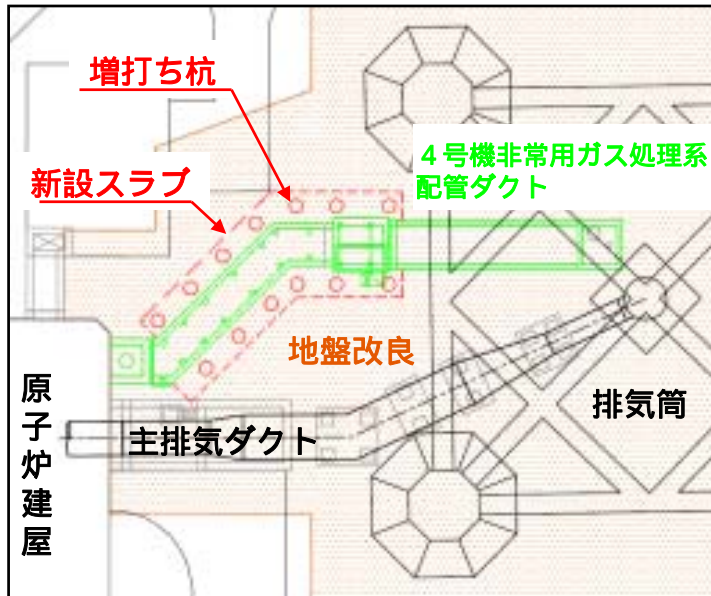 増打ち杭
４号機非常用ガス処理系
配管ダクト
新設スラブ
地盤改良
原子炉建屋
主排気ダクト
排気筒